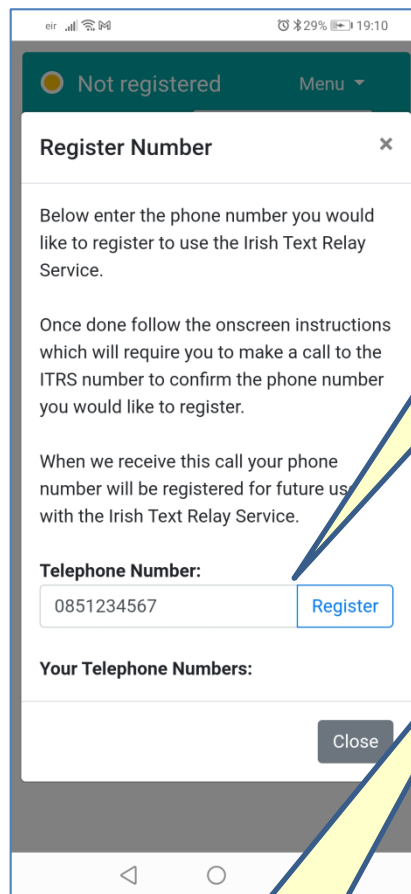 eir 29% 19:10
Not registered Menu
Register Number ×
Below enter the phone number you would
like to register to use the Irish Text Relay
Service.
Once done follow the onscreen instructions
which will require you to make a call to the
ITRS number to confirm the phone number
you would like to register.
When we receive this call your phone
number will be registered for future
with the Irish Text Relay Service.
Telephone Number:
0851234567 Register
Your Telephone Numbers:
Close